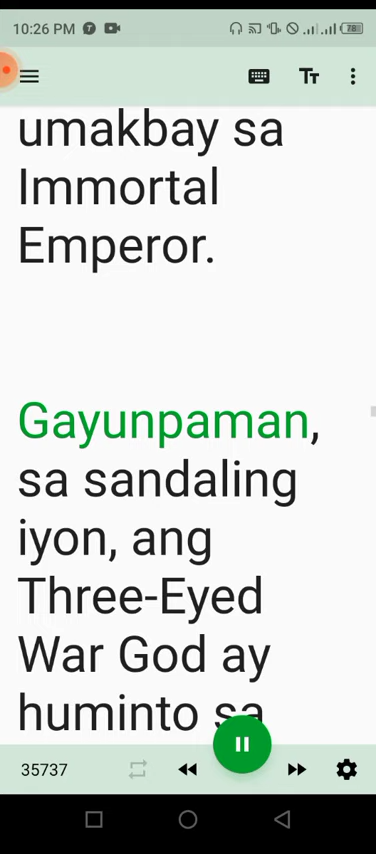 10:26 PM
78
umakbay sa
Immortal
Emperor.
Gayunpaman,
sa sandaling
iyon, ang
Three-Eyed
War God ay
huminto sa
35737